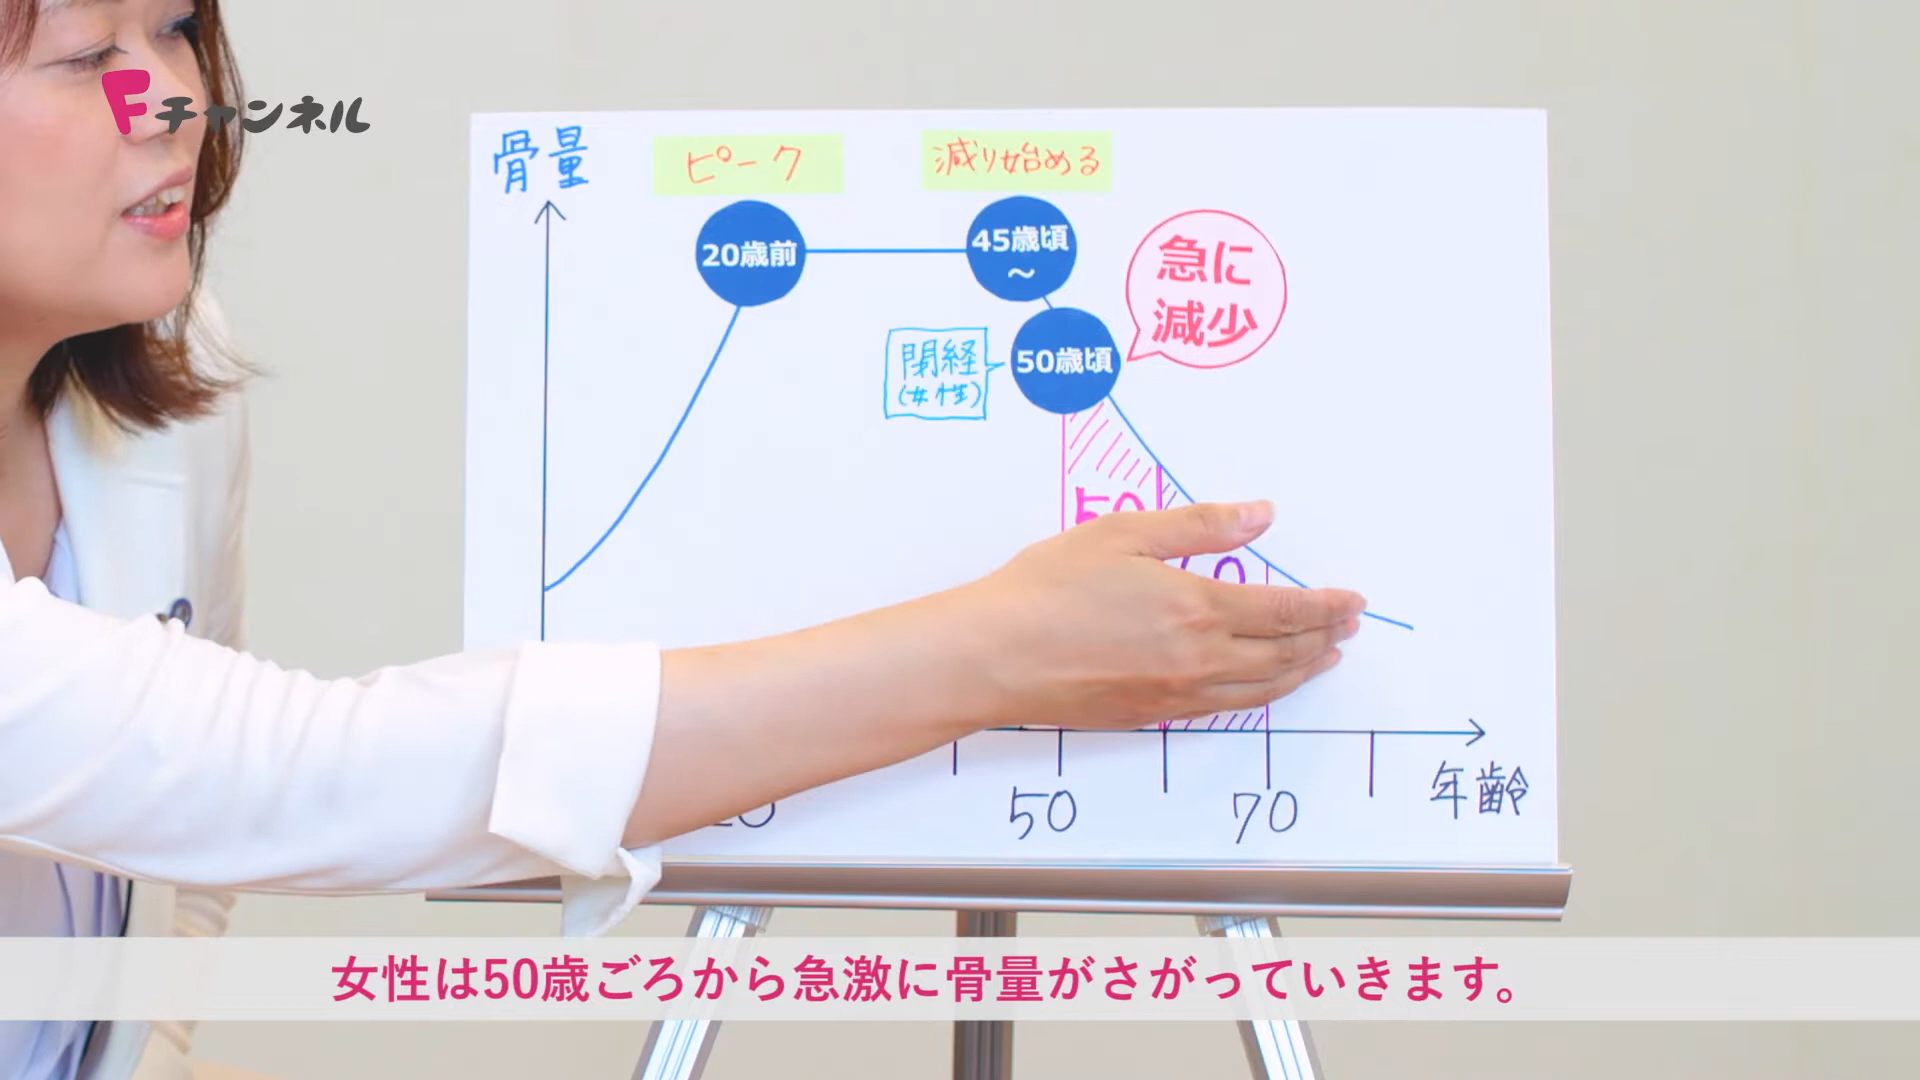 Fチャンネル
骨量
ピーク
減り始める
20歳前
45歳頃
～
急に
減少
閉経
(女性)
50歳頃
50
50
70
年齢
女性は50歳ごろから急激に骨量がさがっていきます。